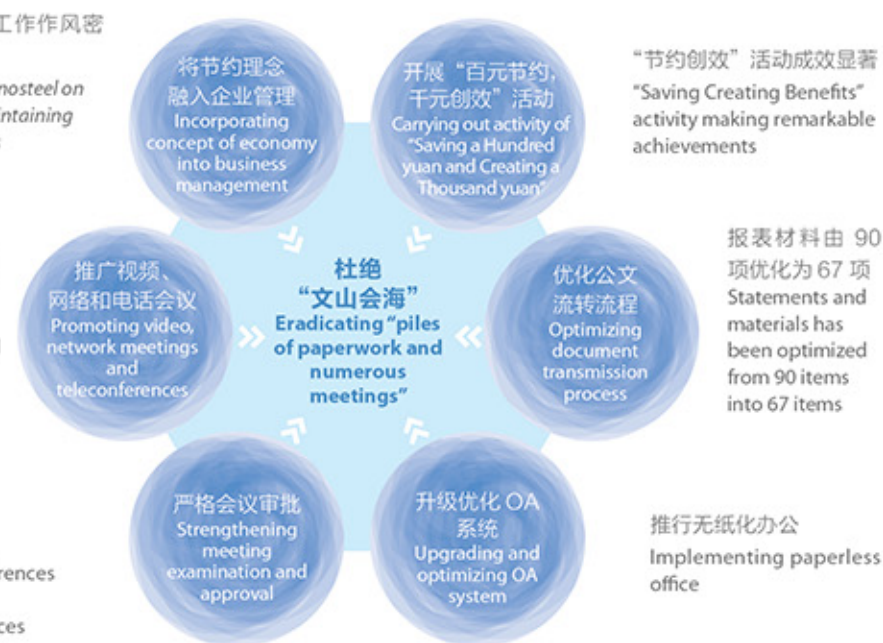 工作作风密
将节约理念
融入企业管理
Incorporating
concept of economy
into business
management
开展“百元节约,
千元创效”活动
Carrying out activity of
“Saving a Hundred
yuan and Creating a
Thousand yuan”
“节约创效”活动成效显著
“Saving Creating Benefits”
activity making remarkable
achievements
nosteel on
ntaining
推广视频、
网络和电话会议
Promoting video,
network meetings
and
teleconferences
杜绝
“文山会海”
Eradicating “piles
of paperwork and
numerous
meetings”
优化公文
流转流程
Optimizing
document
transmission
process
报表材料由 90
项优化为 67 项
Statements and
materials has
been optimized
from 90 items
into 67 items
严格会议审批
Strengthening
meeting
examination and
approval
升级优化 OA
系统
Upgrading and
optimizing OA
system
推行无纸化办公
Implementing paperless
office
rences
ces